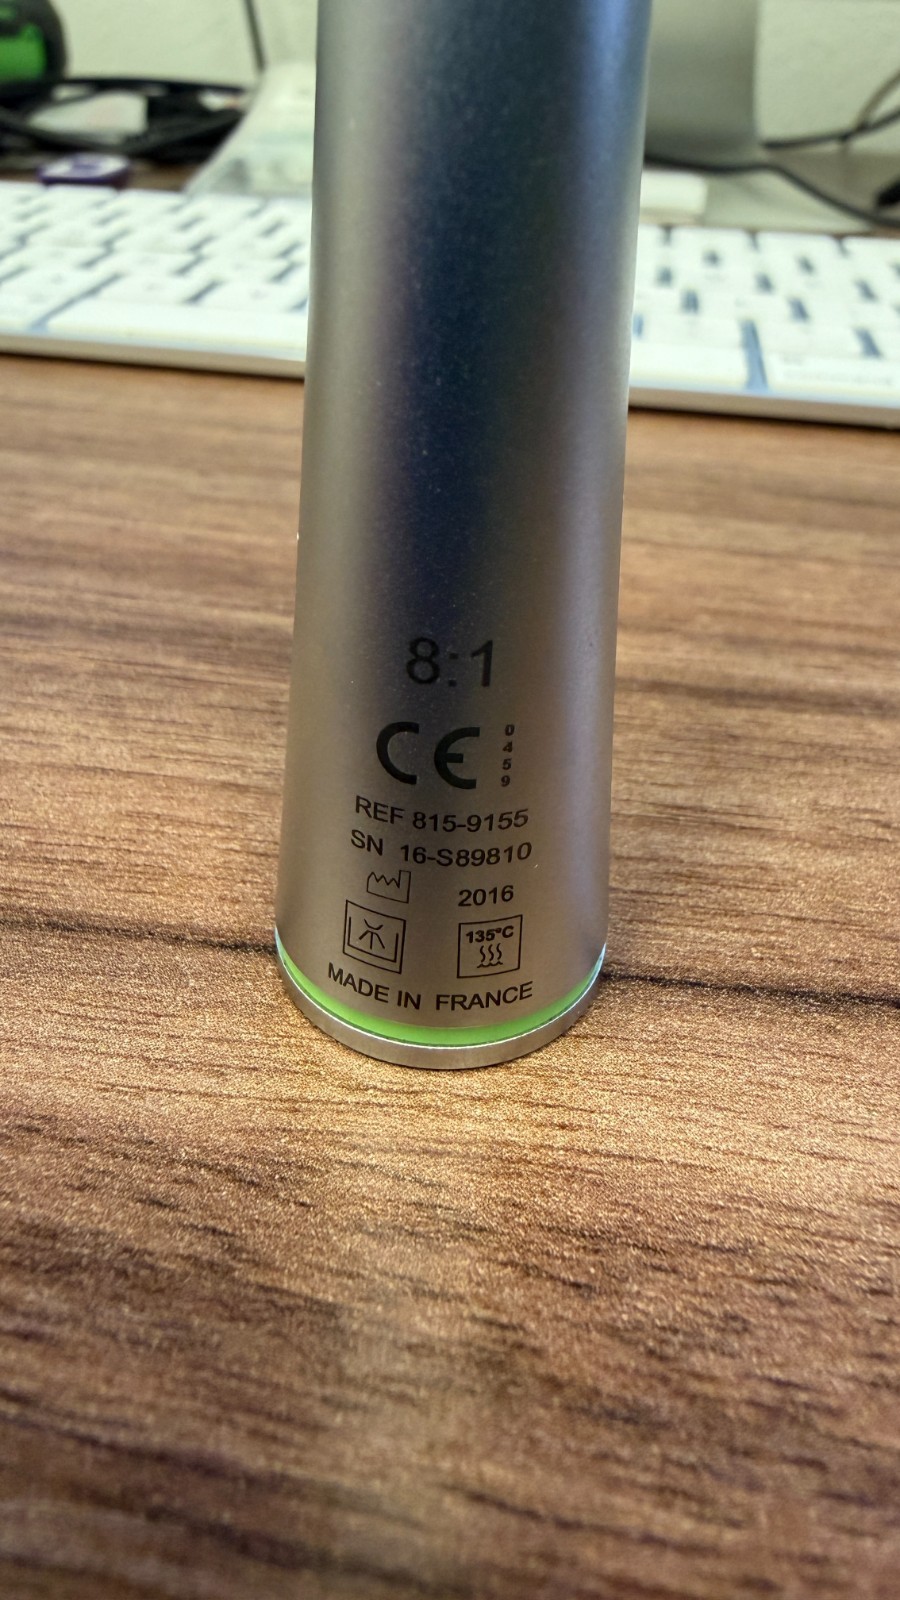 8:1
CE 0459
REF 815-9155
SN 16-S89810
2016
135°C
MADE IN FRANCE